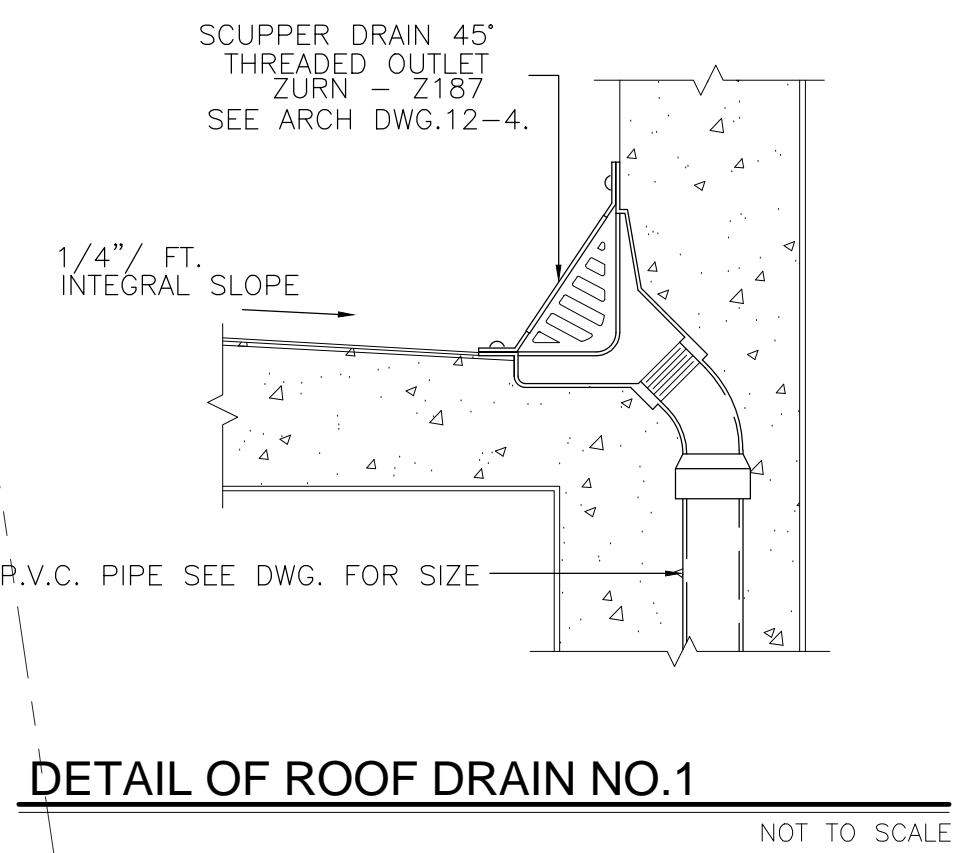 SCUPPER DRAIN 45°
THREADED OUTLET
ZURN - Z187
SEE ARCH DWG.12-4.
1/4"/ FT.
INTEGRAL SLOPE
P.V.C. PIPE SEE DWG. FOR SIZE
DETAIL OF ROOF DRAIN NO.1
NOT TO SCALE